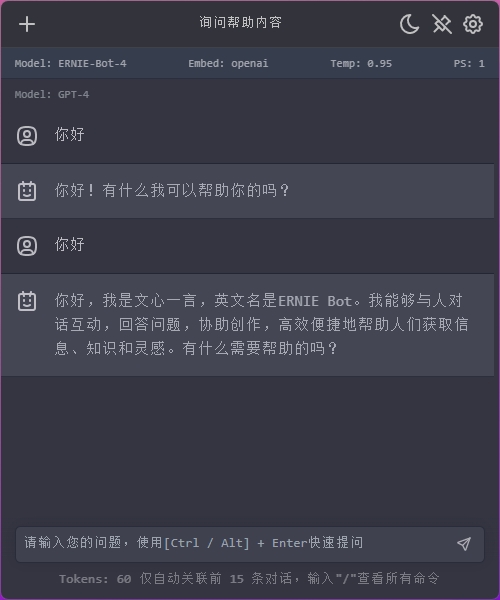 询问帮助内容
Model: ERNIE-Bot-4 Embed: openai Temp: 0.95 PS: 1
Model: GPT-4
你好
你好！有什么我可以帮助你的吗？
你好
你好，我是文心一言，英文名是ERNIE Bot。我能够与人对
话互动，回答问题，协助创作，高效便捷地帮助人们获取信
息、知识和灵感。有什么需要帮助的吗？
请输入您的问题，使用[Ctrl / Alt] + Enter快速提问
Tokens: 60 仅自动关联前 15 条对话，输入"/"查看所有命令